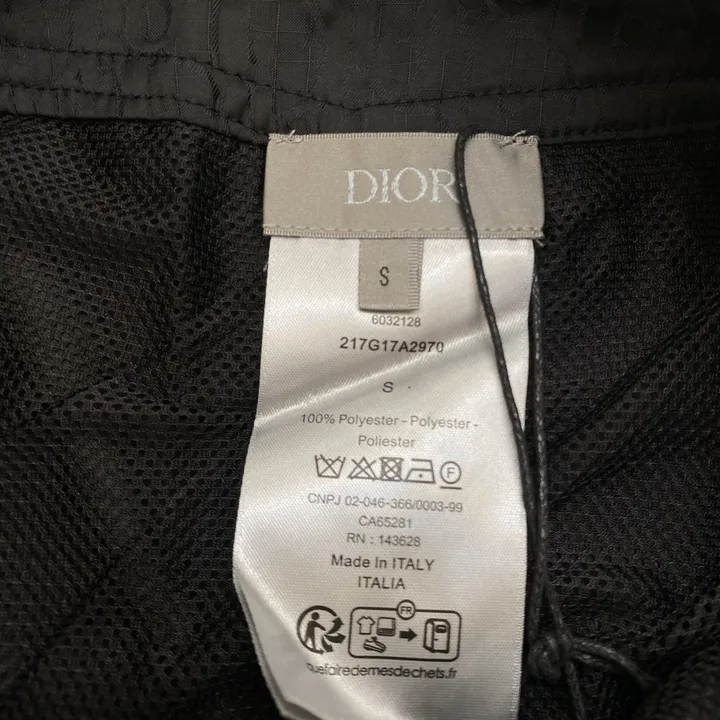 DIOR
S
6032128
217G17A2970
S
100% Polyester - Polyester -
Poliester
F
CNPJ 02-046-366/0003-99
CA65281
RN : 143628
Made In ITALY
ITALIA
FR
quefairedemesdechets.fr